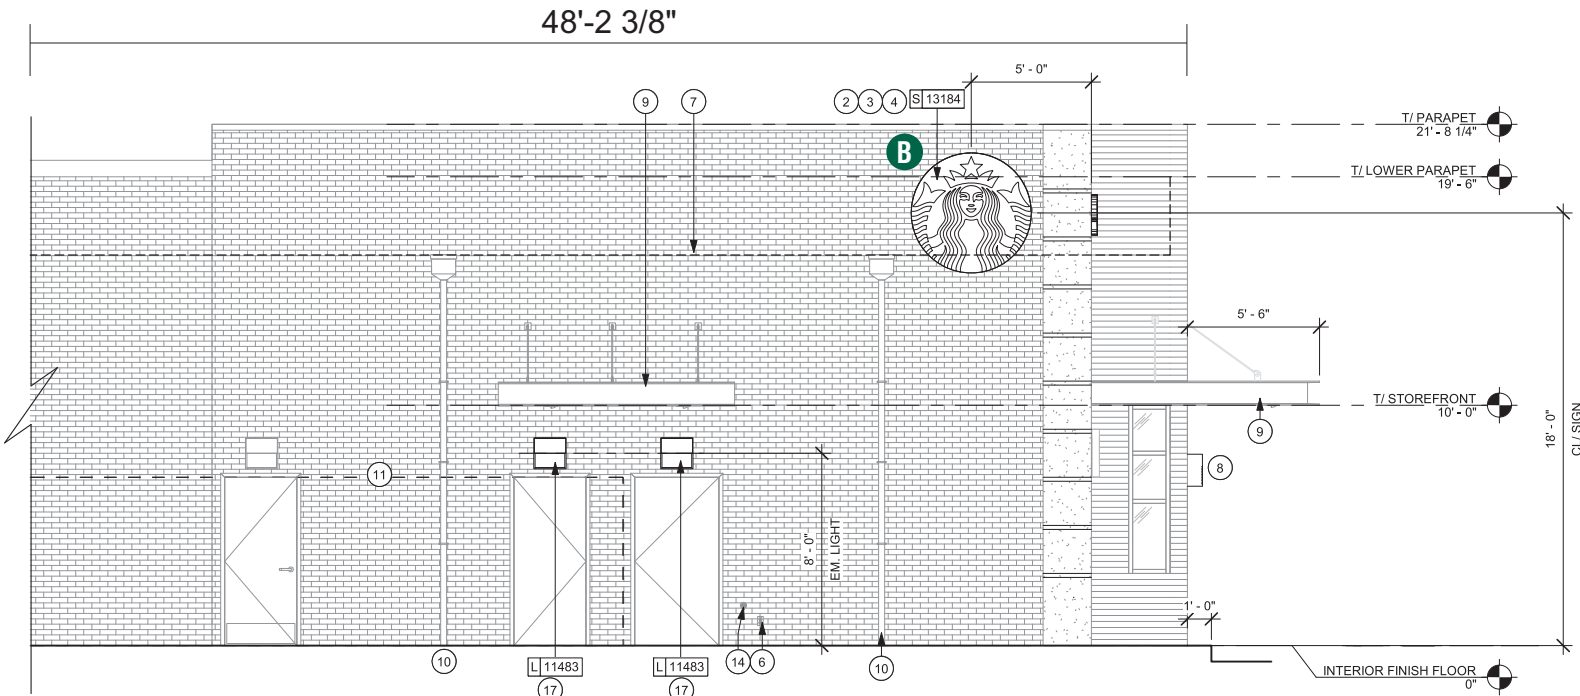 48'-2 3/8"
5' - 0"
9
7
2
3
4
S 13184
T/ PARAPET
21' - 8 1/4"
B
T/ LOWER PARAPET
19' - 6"
5' - 6"
T/ STOREFRONT
10' - 0"
9
18' - 0"
CL / SIGN
11
8
8' - 0"
EM. LIGHT
1' - 0"
10
L 11483
17
L 11483
17
14
6
10
INTERIOR FINISH FLOOR
0"